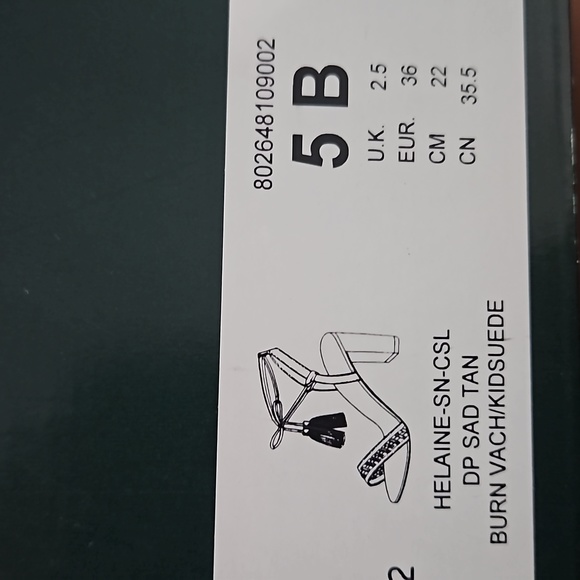 802648109002
5 B
U.K. 2.5
EUR. 36
CM 22
CN 35.5
HELAINE-SN-CSL
DP SAD TAN
BURN VACH/KIDSUEDE
2